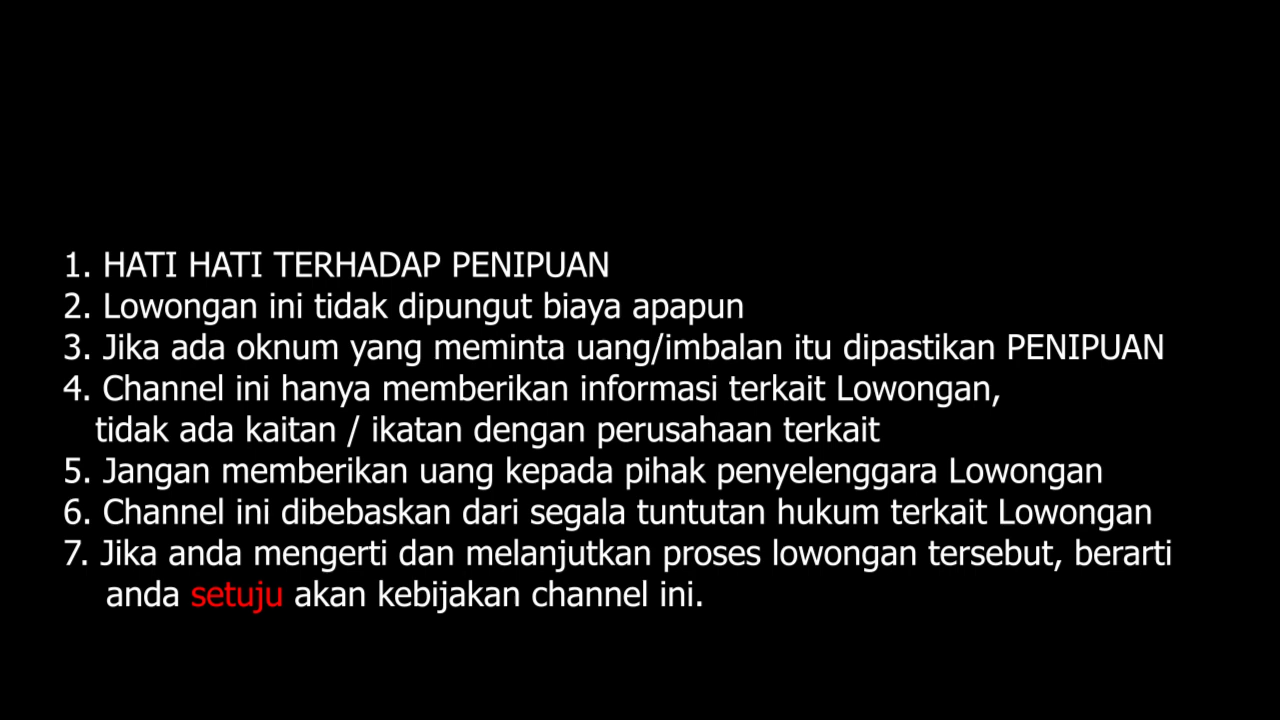 1. HATI HATI TERHADAP PENIPUAN
2. Lowongan ini tidak dipungut biaya apapun
3. Jika ada oknum yang meminta uang/imbalan itu dipastikan PENIPUAN
4. Channel ini hanya memberikan informasi terkait Lowongan,
tidak ada kaitan / ikatan dengan perusahaan terkait
5. Jangan memberikan uang kepada pihak penyelenggara Lowongan
6. Channel ini dibebaskan dari segala tuntutan hukum terkait Lowongan
7. Jika anda mengerti dan melanjutkan proses lowongan tersebut, berarti
anda setuju akan kebijakan channel ini.